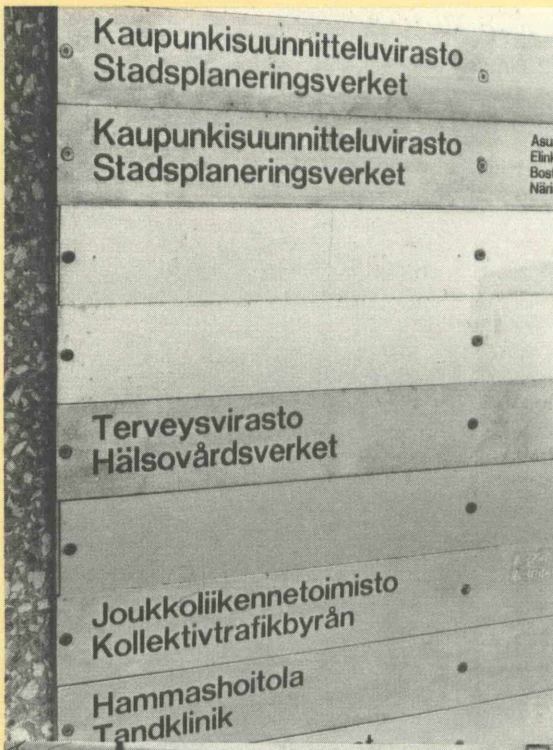 Kaupunkisuunnitteluvirasto
Stadsplaneringsverket
Kaupunkisuunnitteluvirasto
Stadsplaneringsverket
Terveysvirasto
Hälsovårdsverket
Joukkoliikennetoimisto
Kollektivtrafikbyrån
Hammashoitola
Tandklinik